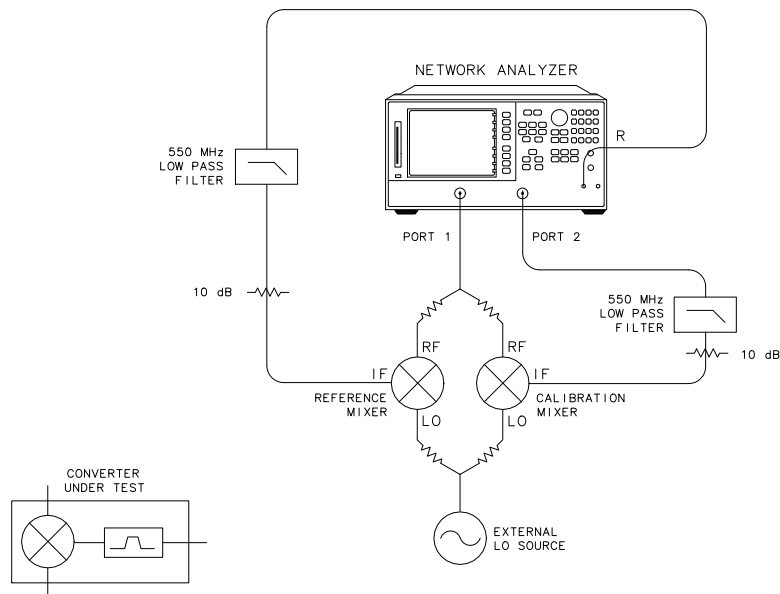 NETWORK ANALYZER
R
550 MHz
LOW PASS
FILTER
PORT 1
PORT 2
10 dB
550 MHz
LOW PASS
FILTER
10 dB
RF
RF
IF
IF
REFERENCE
MIXER
CALIBRATION
MIXER
LO
LO
CONVERTER
UNDER TEST
EXTERNAL
LO SOURCE